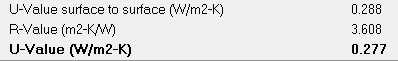 U-Value surface to surface (W/m2-K) 0.288
R-Value (m2-K/W) 3.608
U-Value (W/m2-K) 0.277